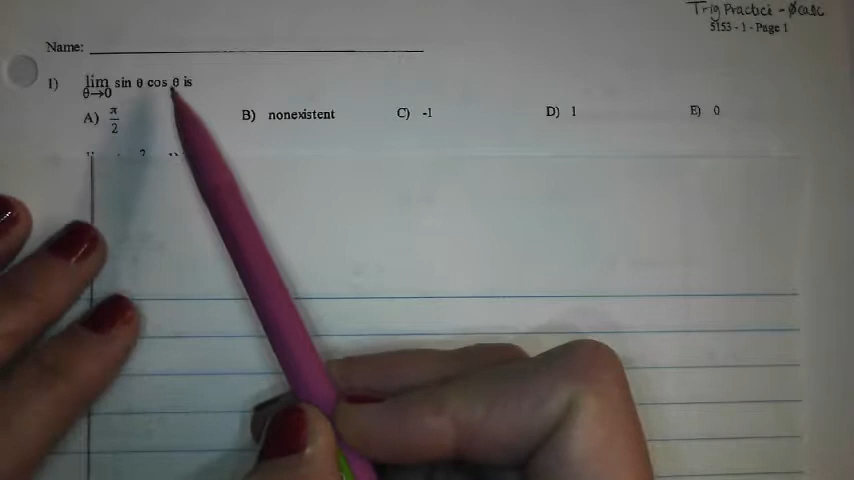 Trig Practice - Ø calc
5153 - 1 - Page 1
Name:
1) lim sin θ cos θ is
θ→0
A) π/2 B) nonexistent C) -1 D) 1 E) 0